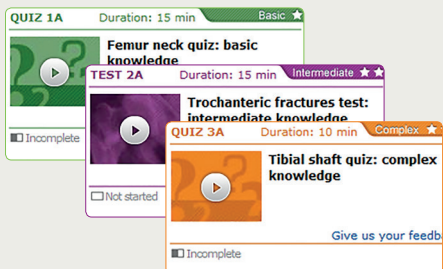 QUIZ 1A Duration: 15 min Basic
Femur neck quiz: basic
knowledge
Incomplete
TEST 2A Duration: 15 min Intermediate
Trochanteric fractures test:
intermediate knowledge
Not started
QUIZ 3A Duration: 10 min Complex
Tibial shaft quiz: complex
knowledge
Give us your feedb
Incomplete